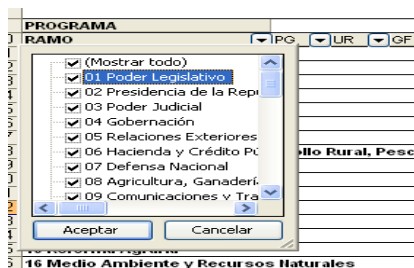 PROGRAMA
RAMO PG UR GF
(Mostrar todo)
01 Poder Legislativo
02 Presidencia de la Rep
03 Poder Judicial
04 Gobernación
05 Relaciones Exteriores
06 Hacienda y Crédito Pú ollo Rural, Pesc
07 Defensa Nacional
08 Agricultura, Ganaderí
09 Comunicaciones y Tra
Aceptar Cancelar
16 Medio Ambiente y Recursos Naturales